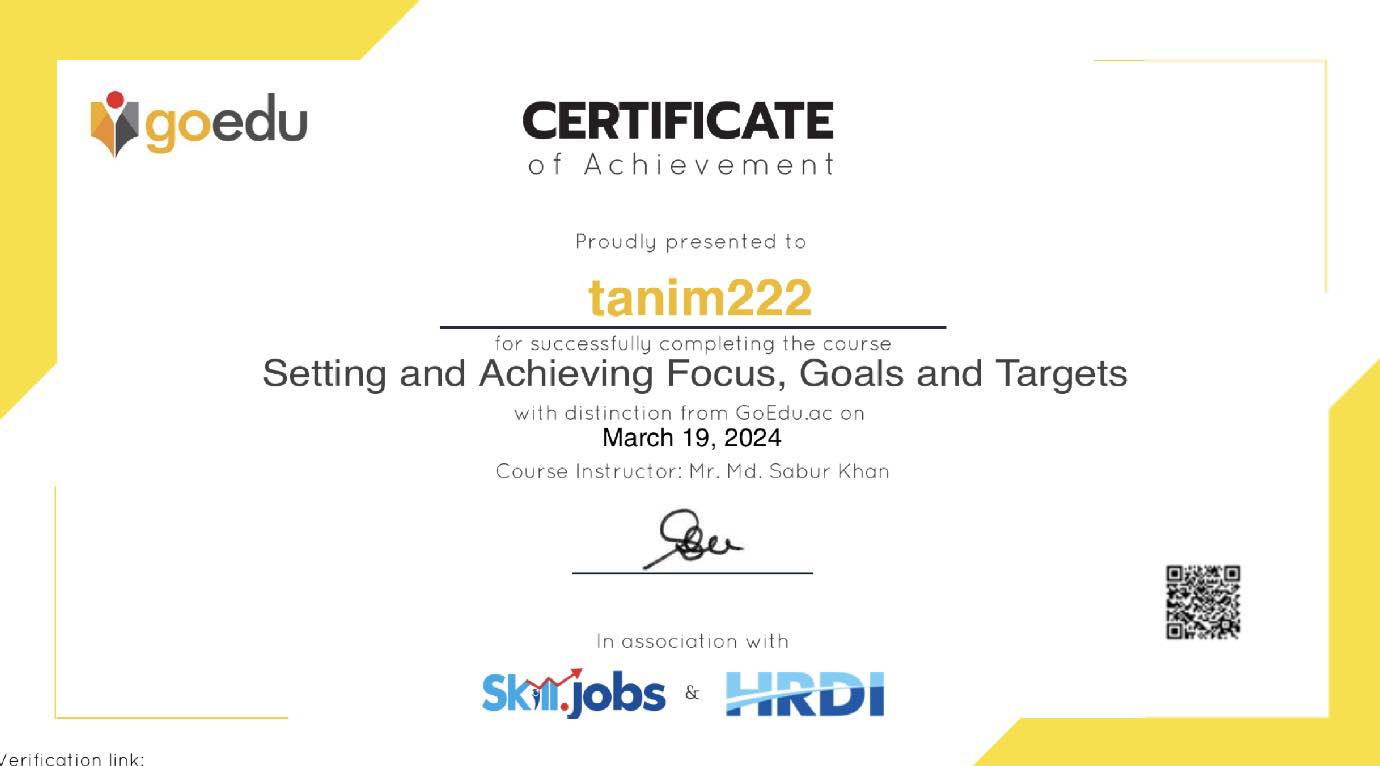 goedu
CERTIFICATE
of Achievement
Proudly presented to
tanim222
for successfully completing the course
Setting and Achieving Focus, Goals and Targets
with distinction from GoEdu.ac on
March 19, 2024
Course Instructor: Mr. Md. Sabur Khan
In association with
Skill.jobs & HRDI
Verification link: